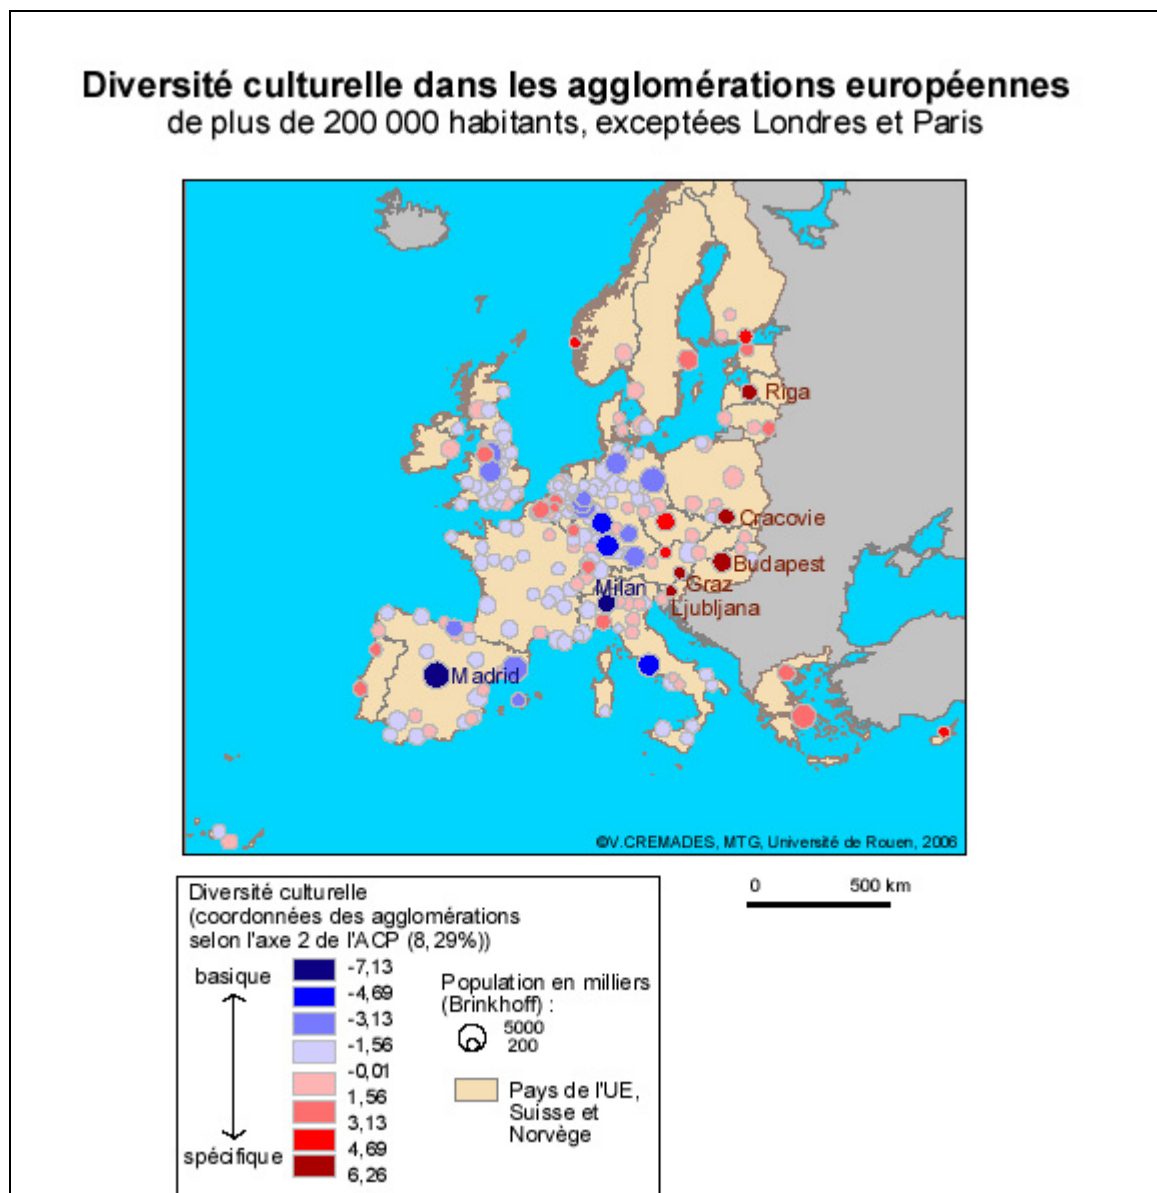 Diversité culturelle dans les agglomérations européennes
de plus de 200 000 habitants, exceptées Londres et Paris
Riga
Cracovie
Budapest
Graz
Milan
Ljubljana
Madrid
©V.CREMADES, MTG, Université de Rouen, 2006
0 500 km
Diversité culturelle
(coordonnées des agglomérations
selon l'axe 2 de l'ACP (8,29%))
basique
spécifique
-7,13
-4,69
-3,13
-1,56
-0,01
1,56
3,13
4,69
6,26
Population en milliers
(Brinkhoff) :
5000
200
Pays de l'UE,
Suisse et
Norvège